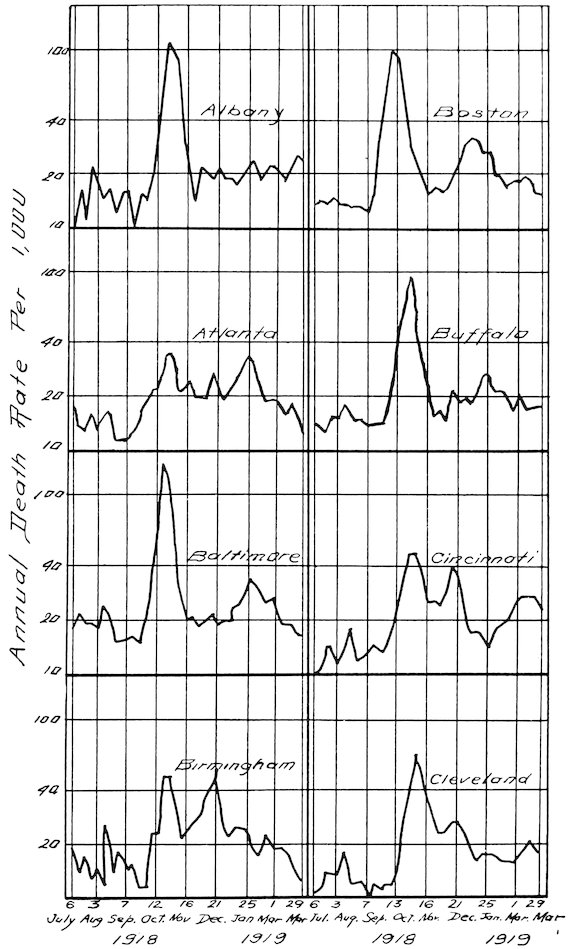 Annual Death Rate Per 1,000
100
Albany
Boston
40
20
10
100
Atlanta
Buffalo
40
20
10
100
Baltimore
Cincinnati
40
20
10
100
Birmingham
Cleveland
40
20
6 3 7 5 16 21 25 1 29 6 3 7 13 16 21 25 1 29
July Aug Sep. Oct. Nov Dec. Jan Mar Mar Jul. Aug. Sep. Oct. Nov. Dec. Jan. Mar. Mar
1918 1919 1918 1919